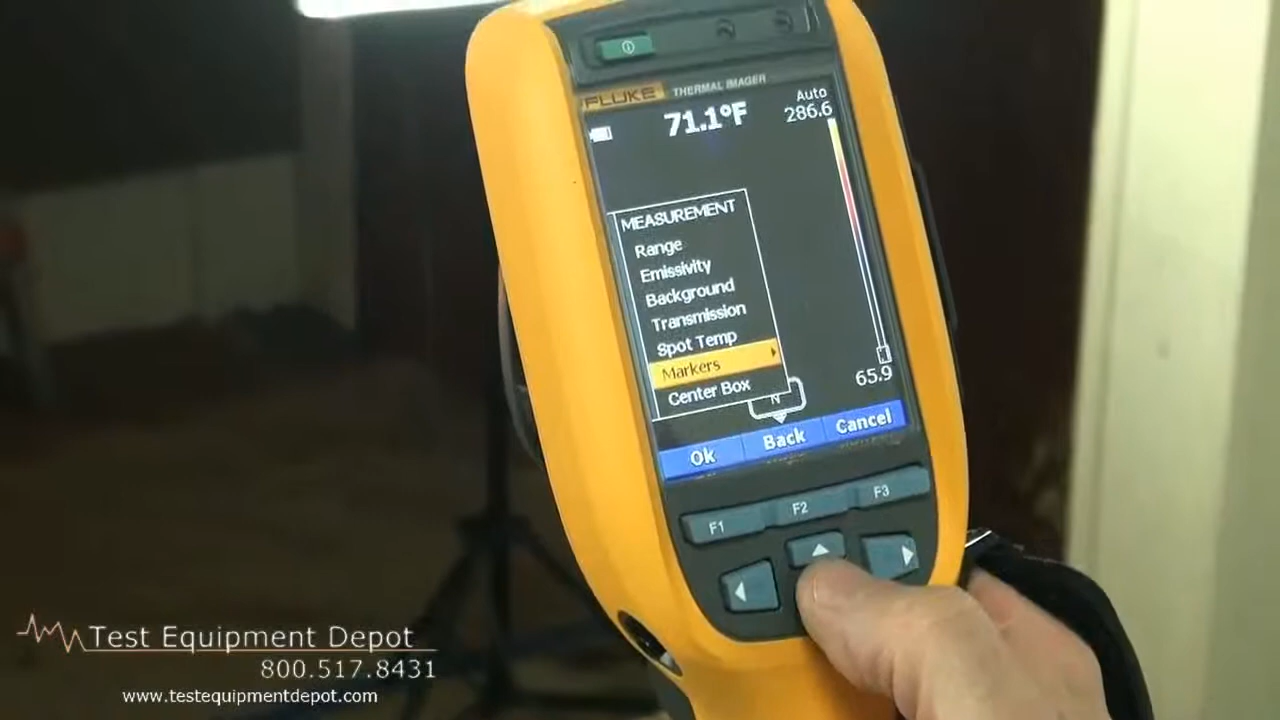 FLUKE THERMAL IMAGER
71.1°F
Auto
286.6
MEASUREMENT
Range
Emissivity
Background
Transmission
Spot Temp
Markers
Center Box
N
65.9
Ok Back Cancel
F1 F2 F3
Test Equipment Depot
800.517.8431
www.testequipmentdepot.com